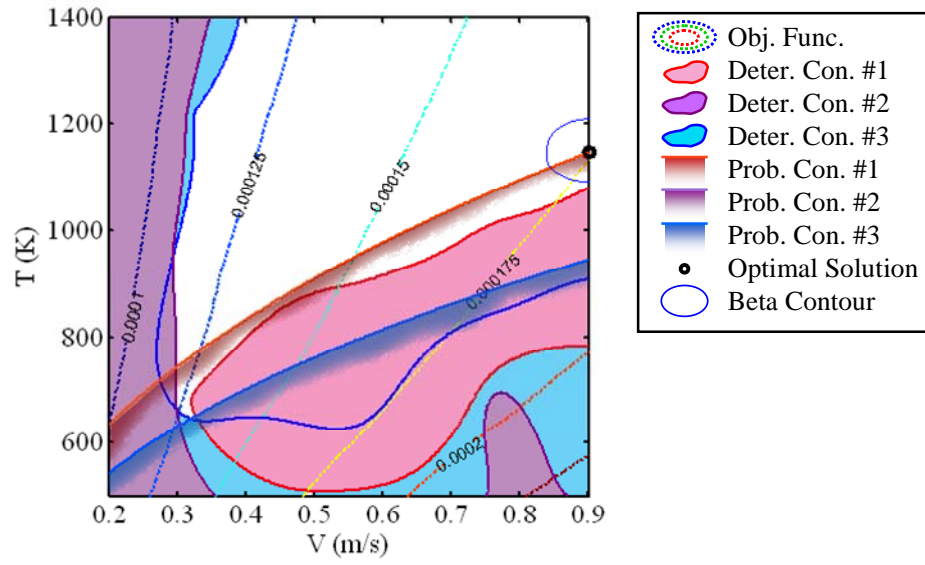 1400
1200
1000
800
600
T (K)
0.2
0.3
0.4
0.5
0.6
0.7
0.8
0.9
V (m/s)
0.0001
0.000125
0.00015
0.000175
0.0002
Obj. Func.
Deter. Con. #1
Deter. Con. #2
Deter. Con. #3
Prob. Con. #1
Prob. Con. #2
Prob. Con. #3
Optimal Solution
Beta Contour